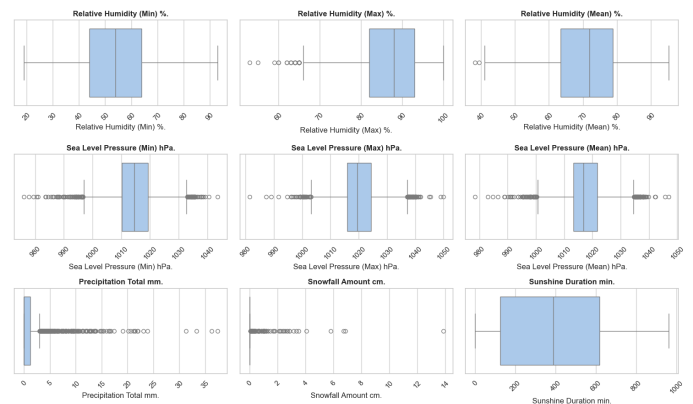 Relative Humidity (Min) %.
Relative Humidity (Max) %.
Relative Humidity (Mean) %.
20 30 40 50 60 70 80 90
60 70 80 90 100
40 50 60 70 80 90
Relative Humidity (Min) %.
Relative Humidity (Max) %.
Relative Humidity (Mean) %.
Sea Level Pressure (Min) hPa.
Sea Level Pressure (Max) hPa.
Sea Level Pressure (Mean) hPa.
980 990 1000 1010 1020 1030 1040
980 990 1000 1010 1020 1030 1040 1050
980 990 1000 1010 1020 1030 1040 1050
Sea Level Pressure (Min) hPa.
Sea Level Pressure (Max) hPa.
Sea Level Pressure (Mean) hPa.
Precipitation Total mm.
Snowfall Amount cm.
Sunshine Duration min.
0 5 10 15 20 25 30 35
0 2 4 6 8 10 12 14
0 200 400 600 800 1000
Precipitation Total mm.
Snowfall Amount cm.
Sunshine Duration min.